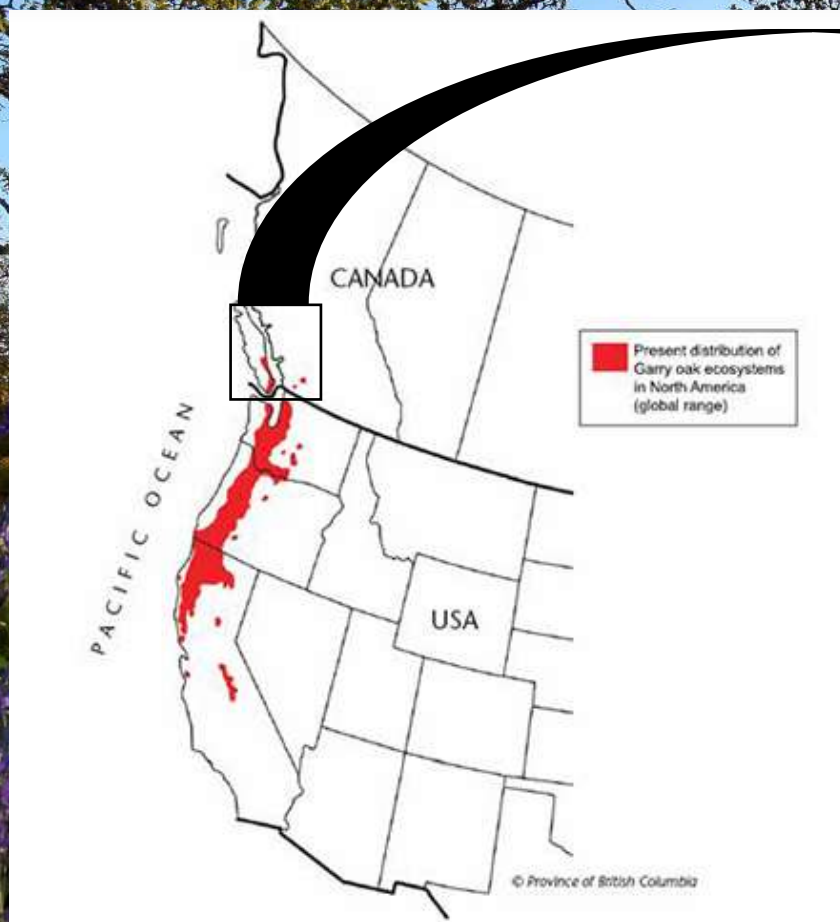 CANADA
Present distribution of
Garry oak ecosystems
in North America
(global range)
PACIFIC OCEAN
USA
© Province of British Columbia